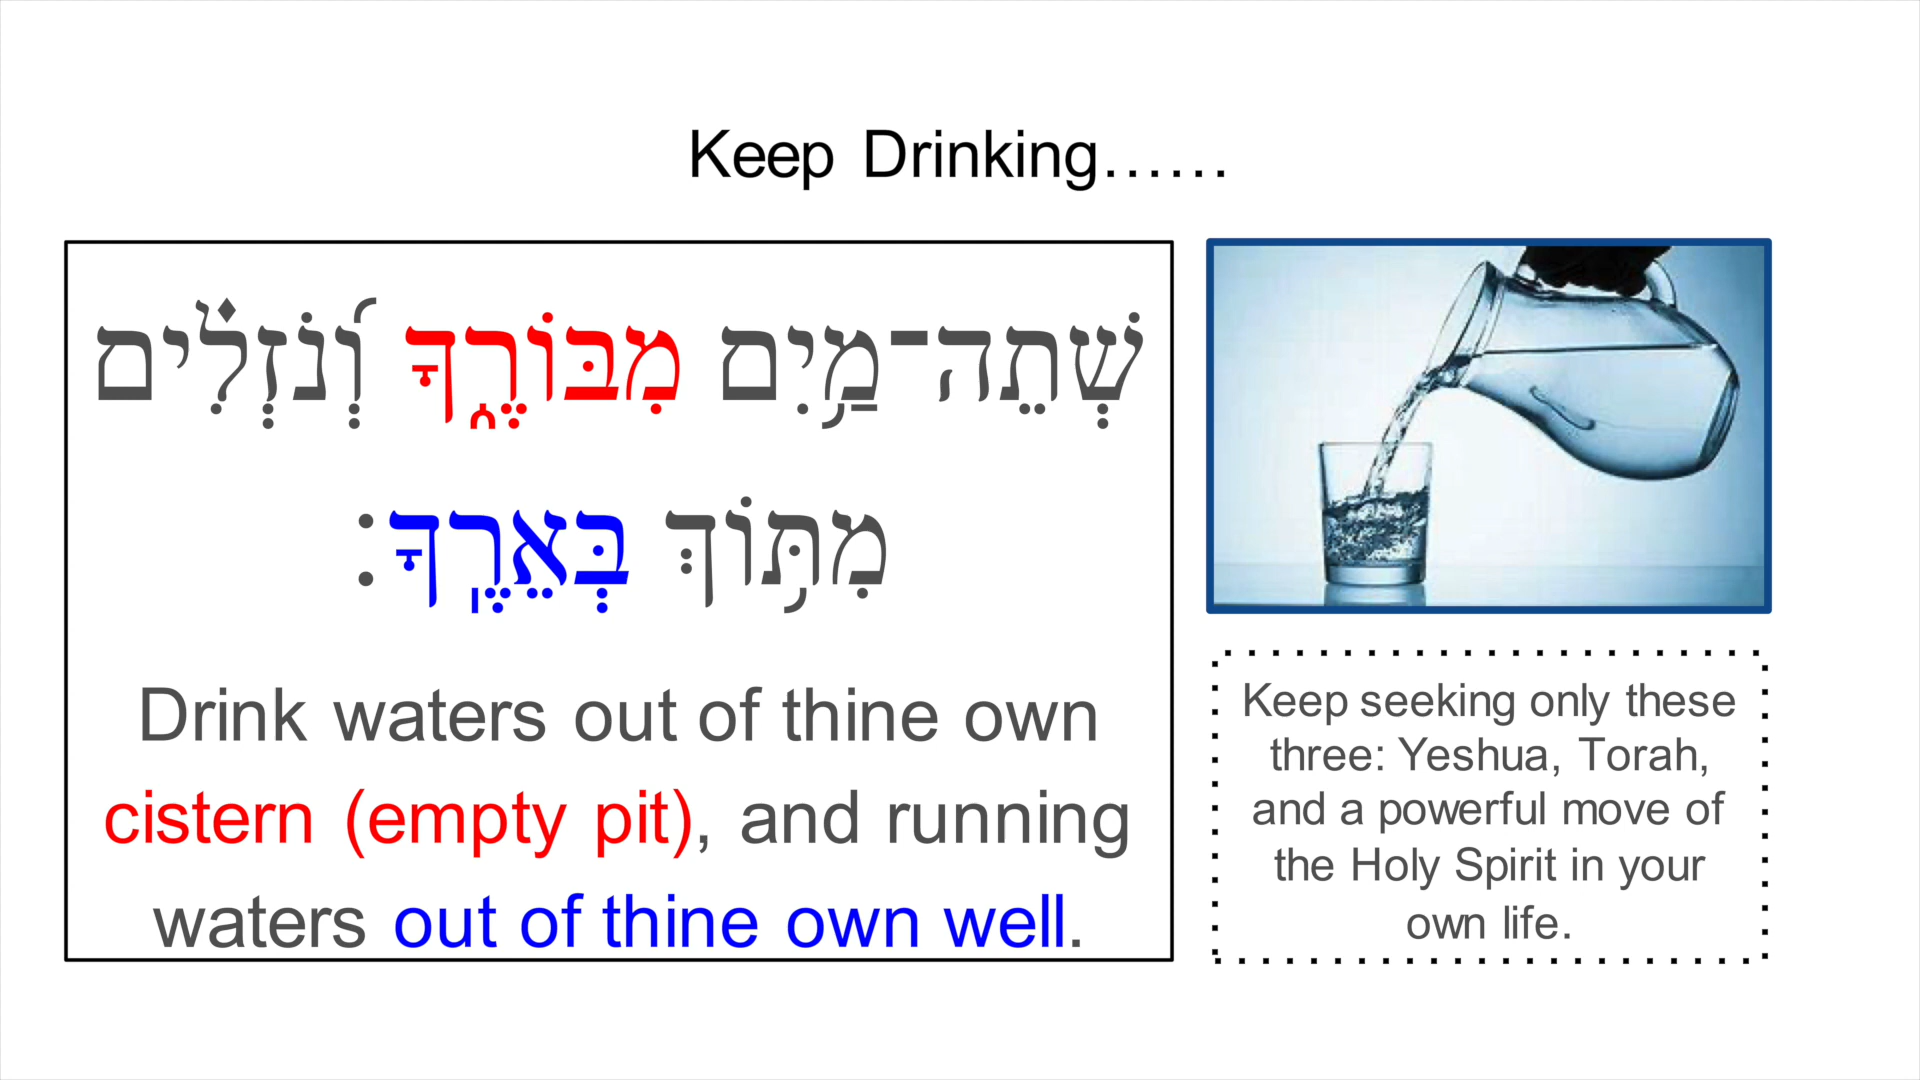 Keep Drinking……
שְׁתֵה־מַ֥יִם מִבּוֹרֶ֑ךָ וְ֝נֹזְלִ֗ים
מִתּ֥וֹךְ בְּאֵרֶֽךָ׃
Drink waters out of thine own
cistern (empty pit), and running
waters out of thine own well.
Keep seeking only these
three: Yeshua, Torah,
and a powerful move of
the Holy Spirit in your
own life.